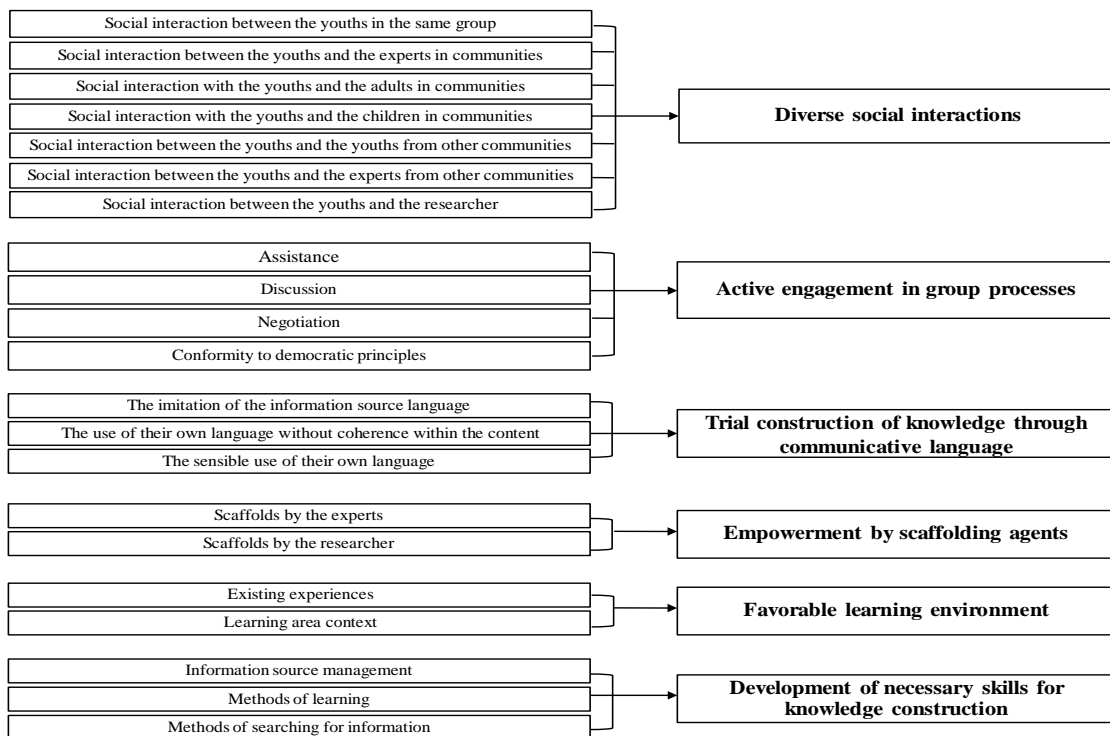 Social interaction between the youths in the same group
Social interaction between the youths and the experts in communities
Social interaction with the youths and the adults in communities
Social interaction with the youths and the children in communities
Social interaction between the youths and the youths from other communities
Social interaction between the youths and the experts from other communities
Social interaction between the youths and the researcher
Diverse social interactions
Assistance
Discussion
Negotiation
Conformity to democratic principles
Active engagement in group processes
The imitation of the information source language
The use of their own language without coherence within the content
The sensible use of their own language
Trial construction of knowledge through
communicative language
Scaffolds by the experts
Scaffolds by the researcher
Empowerment by scaffolding agents
Existing experiences
Learning area context
Favorable learning environment
Information source management
Methods of learning
Methods of searching for information
Development of necessary skills for
knowledge construction